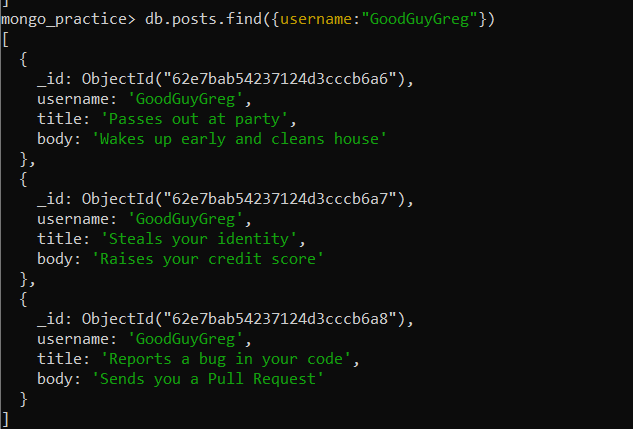 ]
mongo_practice> db.posts.find({username:"GoodGuyGreg"})
[
  {
    _id: ObjectId("62e7bab54237124d3cccb6a6"),
    username: 'GoodGuyGreg',
    title: 'Passes out at party',
    body: 'Wakes up early and cleans house'
  },
  {
    _id: ObjectId("62e7bab54237124d3cccb6a7"),
    username: 'GoodGuyGreg',
    title: 'Steals your identity',
    body: 'Raises your credit score'
  },
  {
    _id: ObjectId("62e7bab54237124d3cccb6a8"),
    username: 'GoodGuyGreg',
    title: 'Reports a bug in your code',
    body: 'Sends you a Pull Request'
  }
]